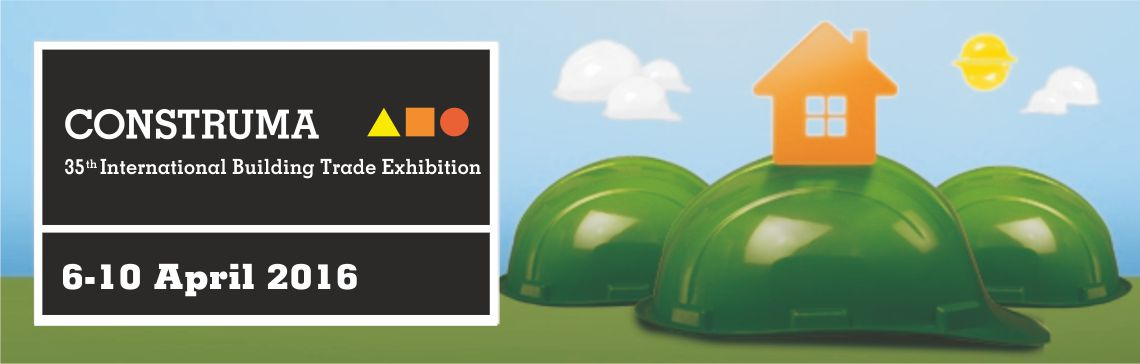 CONSTRUMA
35th International Building Trade Exhibition
6-10 April 2016